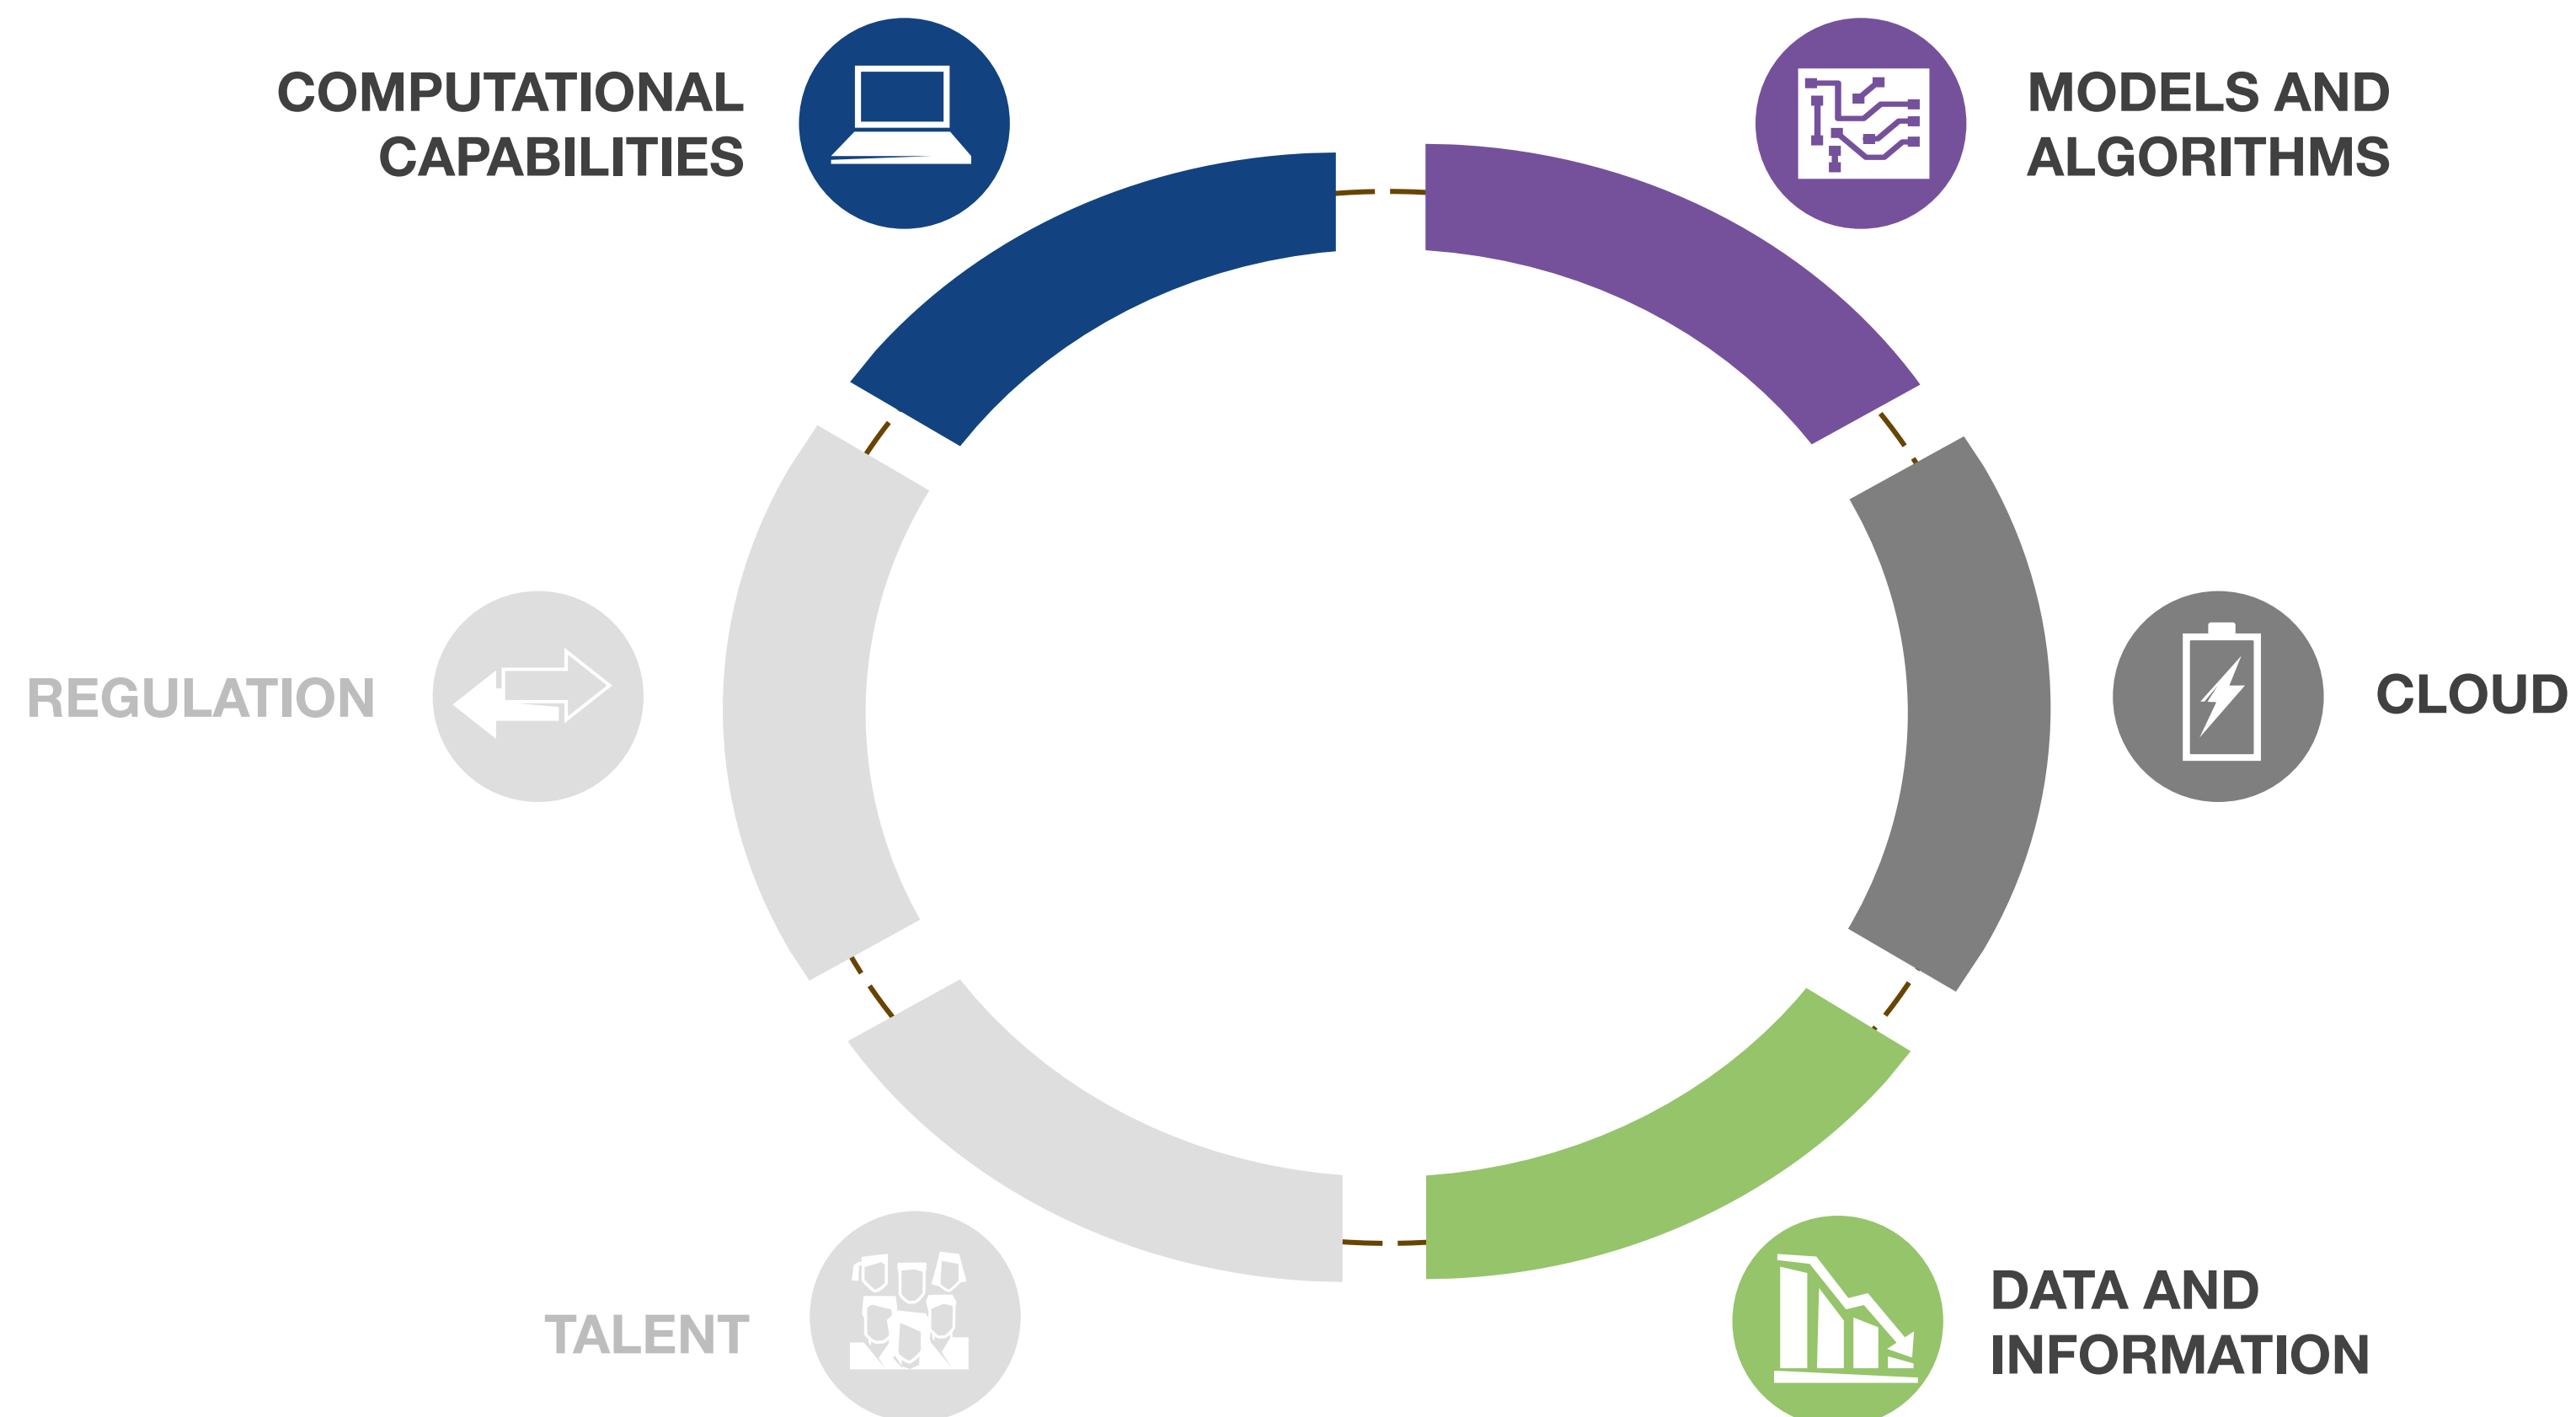 COMPUTATIONAL
CAPABILITIES
MODELS AND
ALGORITHMS
REGULATION
CLOUD
TALENT
DATA AND
INFORMATION